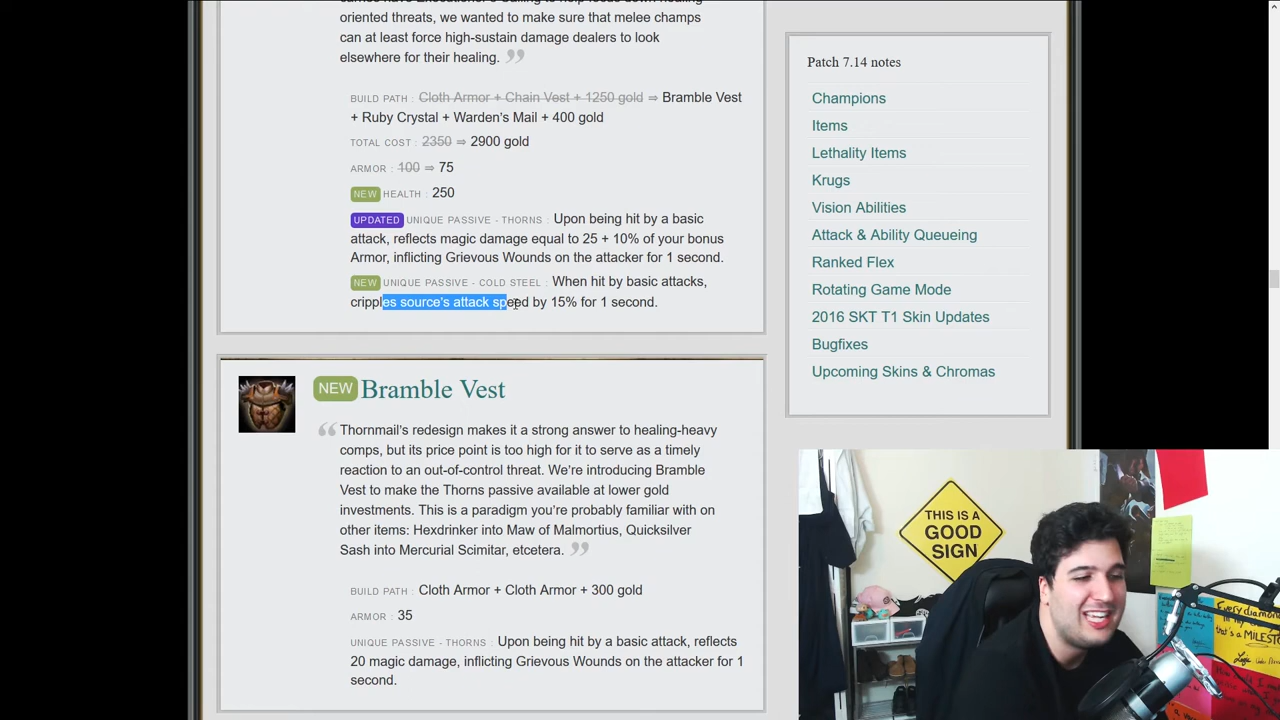 oriented threats, we wanted to make sure that melee champs
can at least force high-sustain damage dealers to look
elsewhere for their healing. ”
BUILD PATH : Cloth Armor + Chain Vest + 1250 gold ⇒ Bramble Vest
+ Ruby Crystal + Warden's Mail + 400 gold
TOTAL COST : 2350 ⇒ 2900 gold
ARMOR : 100 ⇒ 75
NEW HEALTH : 250
UPDATED UNIQUE PASSIVE - THORNS : Upon being hit by a basic
attack, reflects magic damage equal to 25 + 10% of your bonus
Armor, inflicting Grievous Wounds on the attacker for 1 second.
NEW UNIQUE PASSIVE - COLD STEEL : When hit by basic attacks,
cripples source's attack speed by 15% for 1 second.
NEW Bramble Vest
“ Thornmail's redesign makes it a strong answer to healing-heavy
comps, but its price point is too high for it to serve as a timely
reaction to an out-of-control threat. We're introducing Bramble
Vest to make the Thorns passive available at lower gold
investments. This is a paradigm you're probably familiar with on
other items: Hexdrinker into Maw of Malmortius, Quicksilver
Sash into Mercurial Scimitar, etcetera. ”
BUILD PATH : Cloth Armor + Cloth Armor + 300 gold
ARMOR : 35
UNIQUE PASSIVE - THORNS : Upon being hit by a basic attack, reflects
20 magic damage, inflicting Grievous Wounds on the attacker for 1
second.
Patch 7.14 notes
Champions
Items
Lethality Items
Krugs
Vision Abilities
Attack & Ability Queueing
Ranked Flex
Rotating Game Mode
2016 SKT T1 Skin Updates
Bugfixes
Upcoming Skins & Chromas
THIS IS A
GOOD
SIGN
Every diamond
MILESTO
Logic